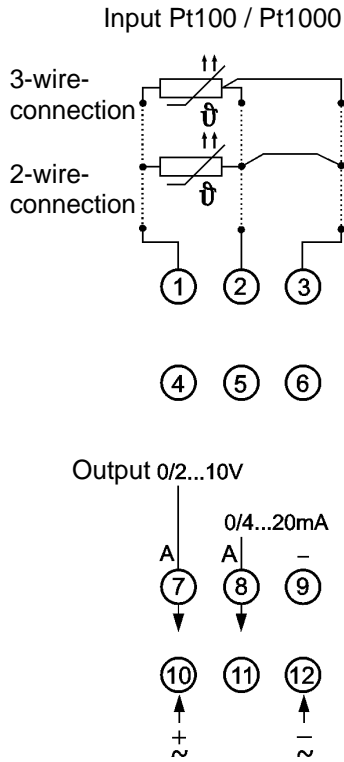 Input Pt100 / Pt1000
3-wire-
connection
ϑ
2-wire-
connection
ϑ
1 2 3
4 5 6
Output 0/2...10V
0/4...20mA
A A –
7 8 9
10 11 12
+ –
~ ~